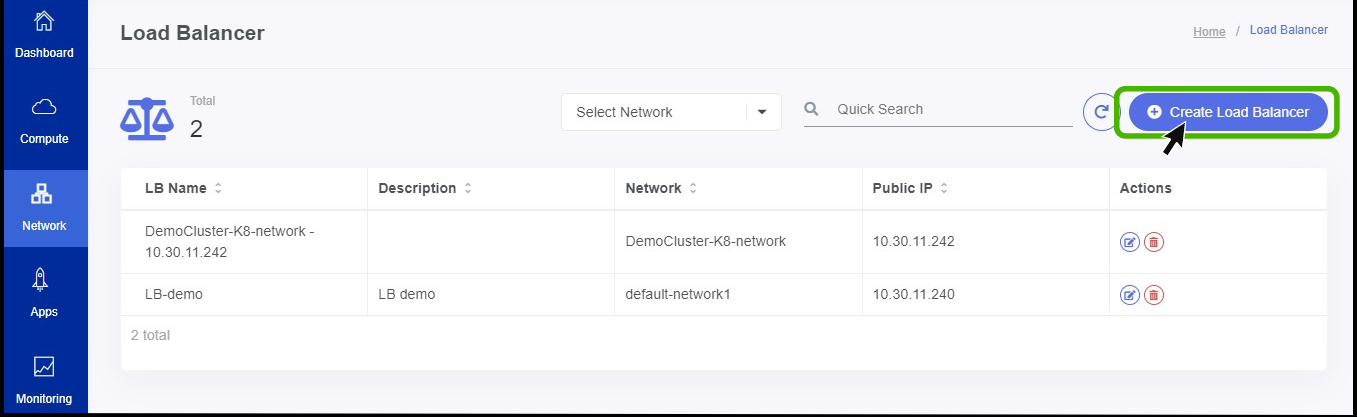 Dashboard
Compute
Network
Apps
Monitoring
Load Balancer
Home / Load Balancer
Total
2
Select Network
Quick Search
Create Load Balancer
LB Name Description Network Public IP Actions
DemoCluster-K8-network -
10.30.11.242
DemoCluster-K8-network 10.30.11.242
LB-demo LB demo default-network1 10.30.11.240
2 total